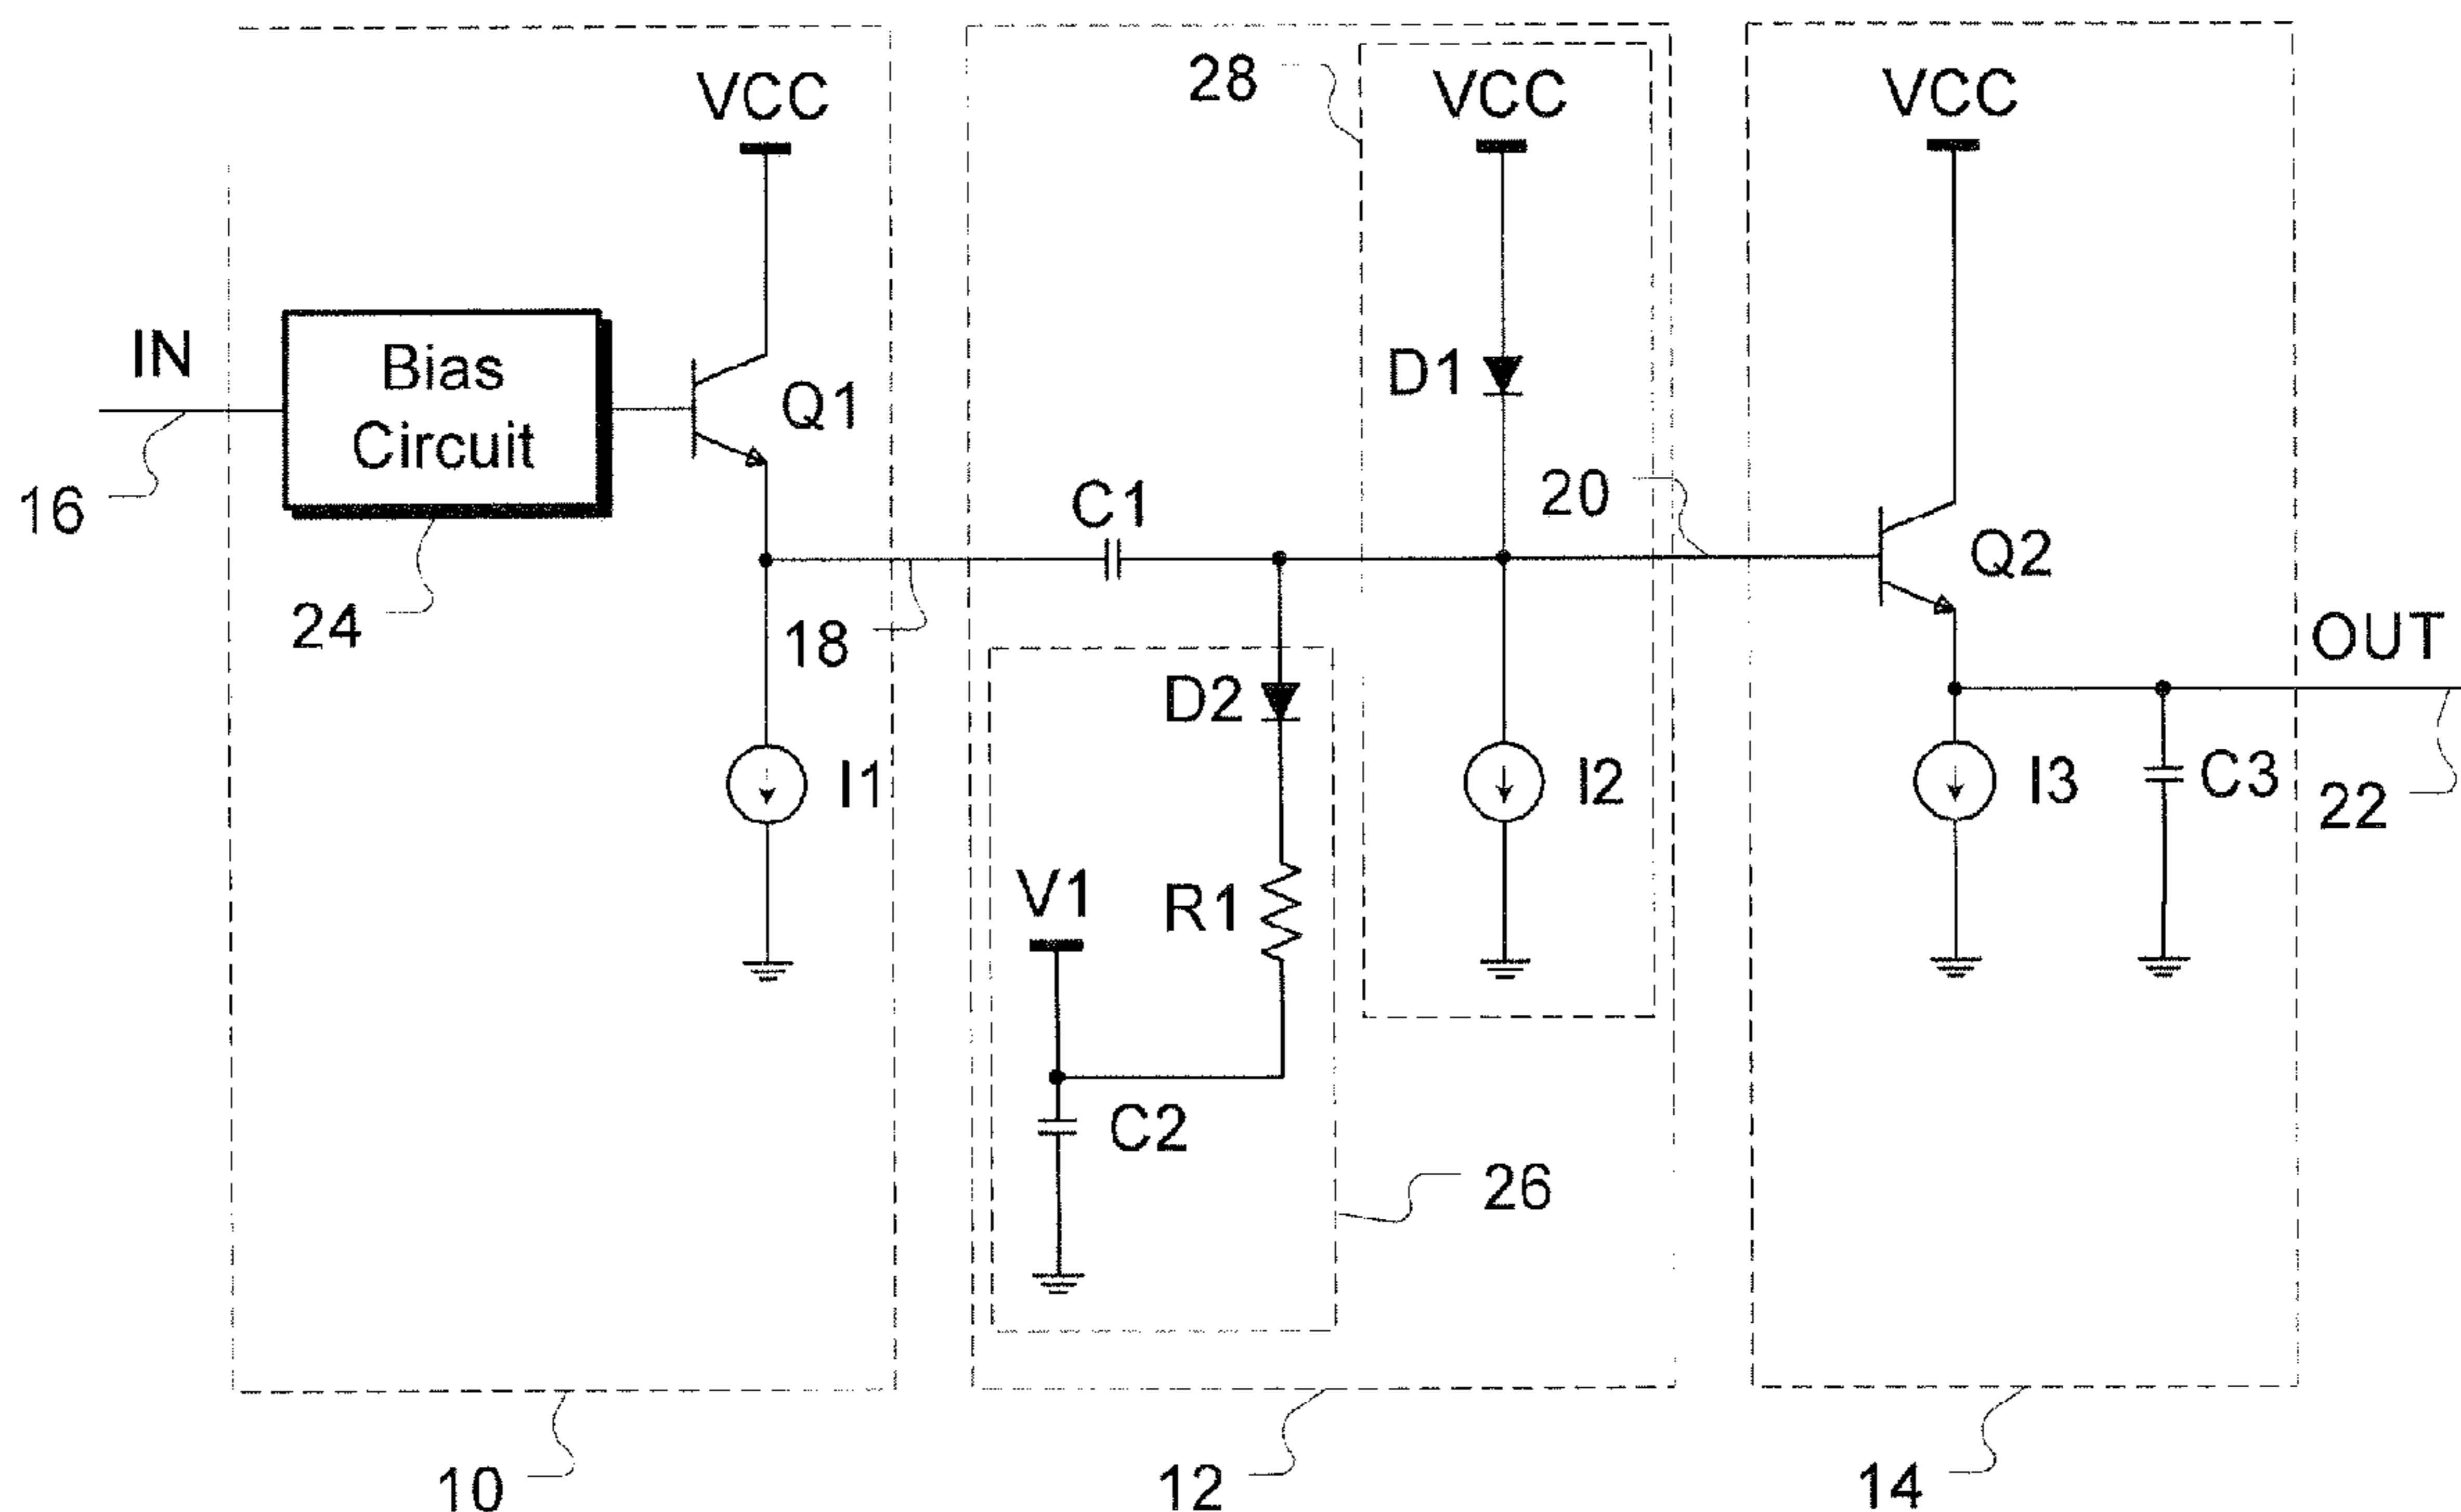 28
VCC
VCC
VCC
IN
Bias
Circuit
Q1
D1
16
C1
20
Q2
24
18
OUT
D2
I1
I2
I3
C3
22
V1
R1
C2
26
10
12
14